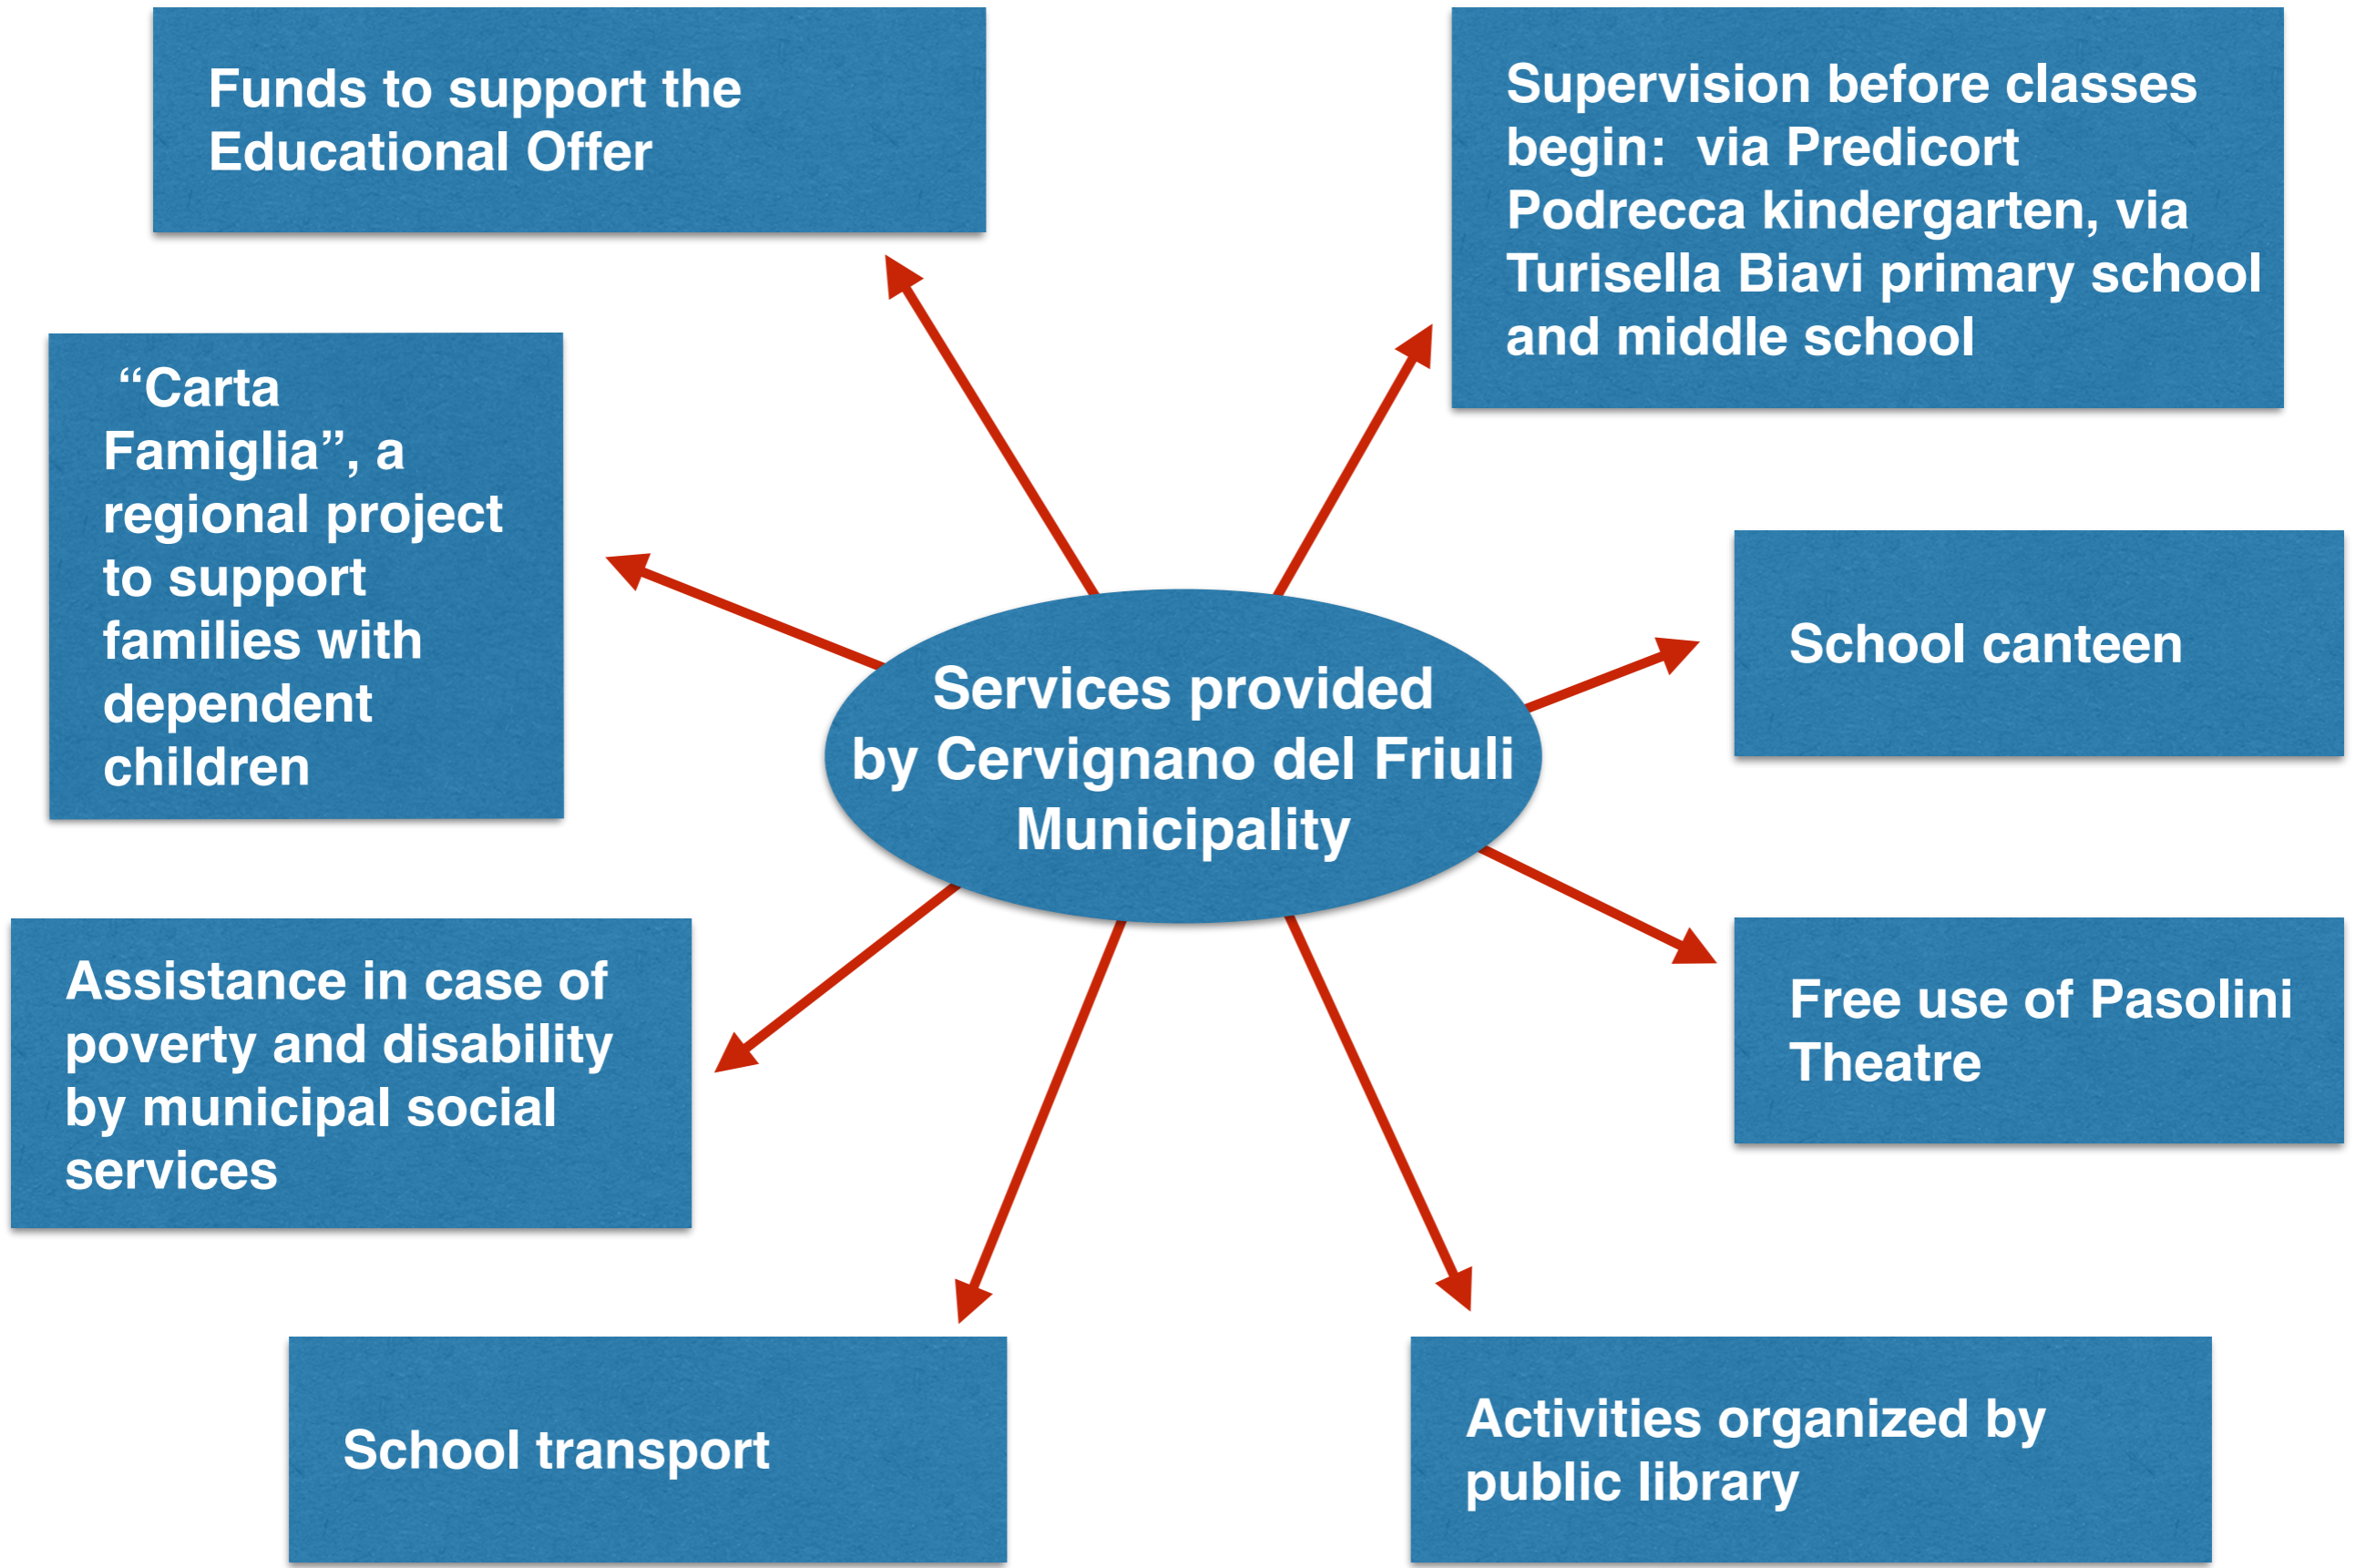 Funds to support the
Educational Offer
Supervision before classes
begin:  via Predicort
Podrecca kindergarten, via
Turisella Biavi primary school
and middle school
“Carta
Famiglia”, a
regional project
to support
families with
dependent
children
School canteen
Services provided
by Cervignano del Friuli
Municipality
Assistance in case of
poverty and disability
by municipal social
services
Free use of Pasolini
Theatre
School transport
Activities organized by
public library